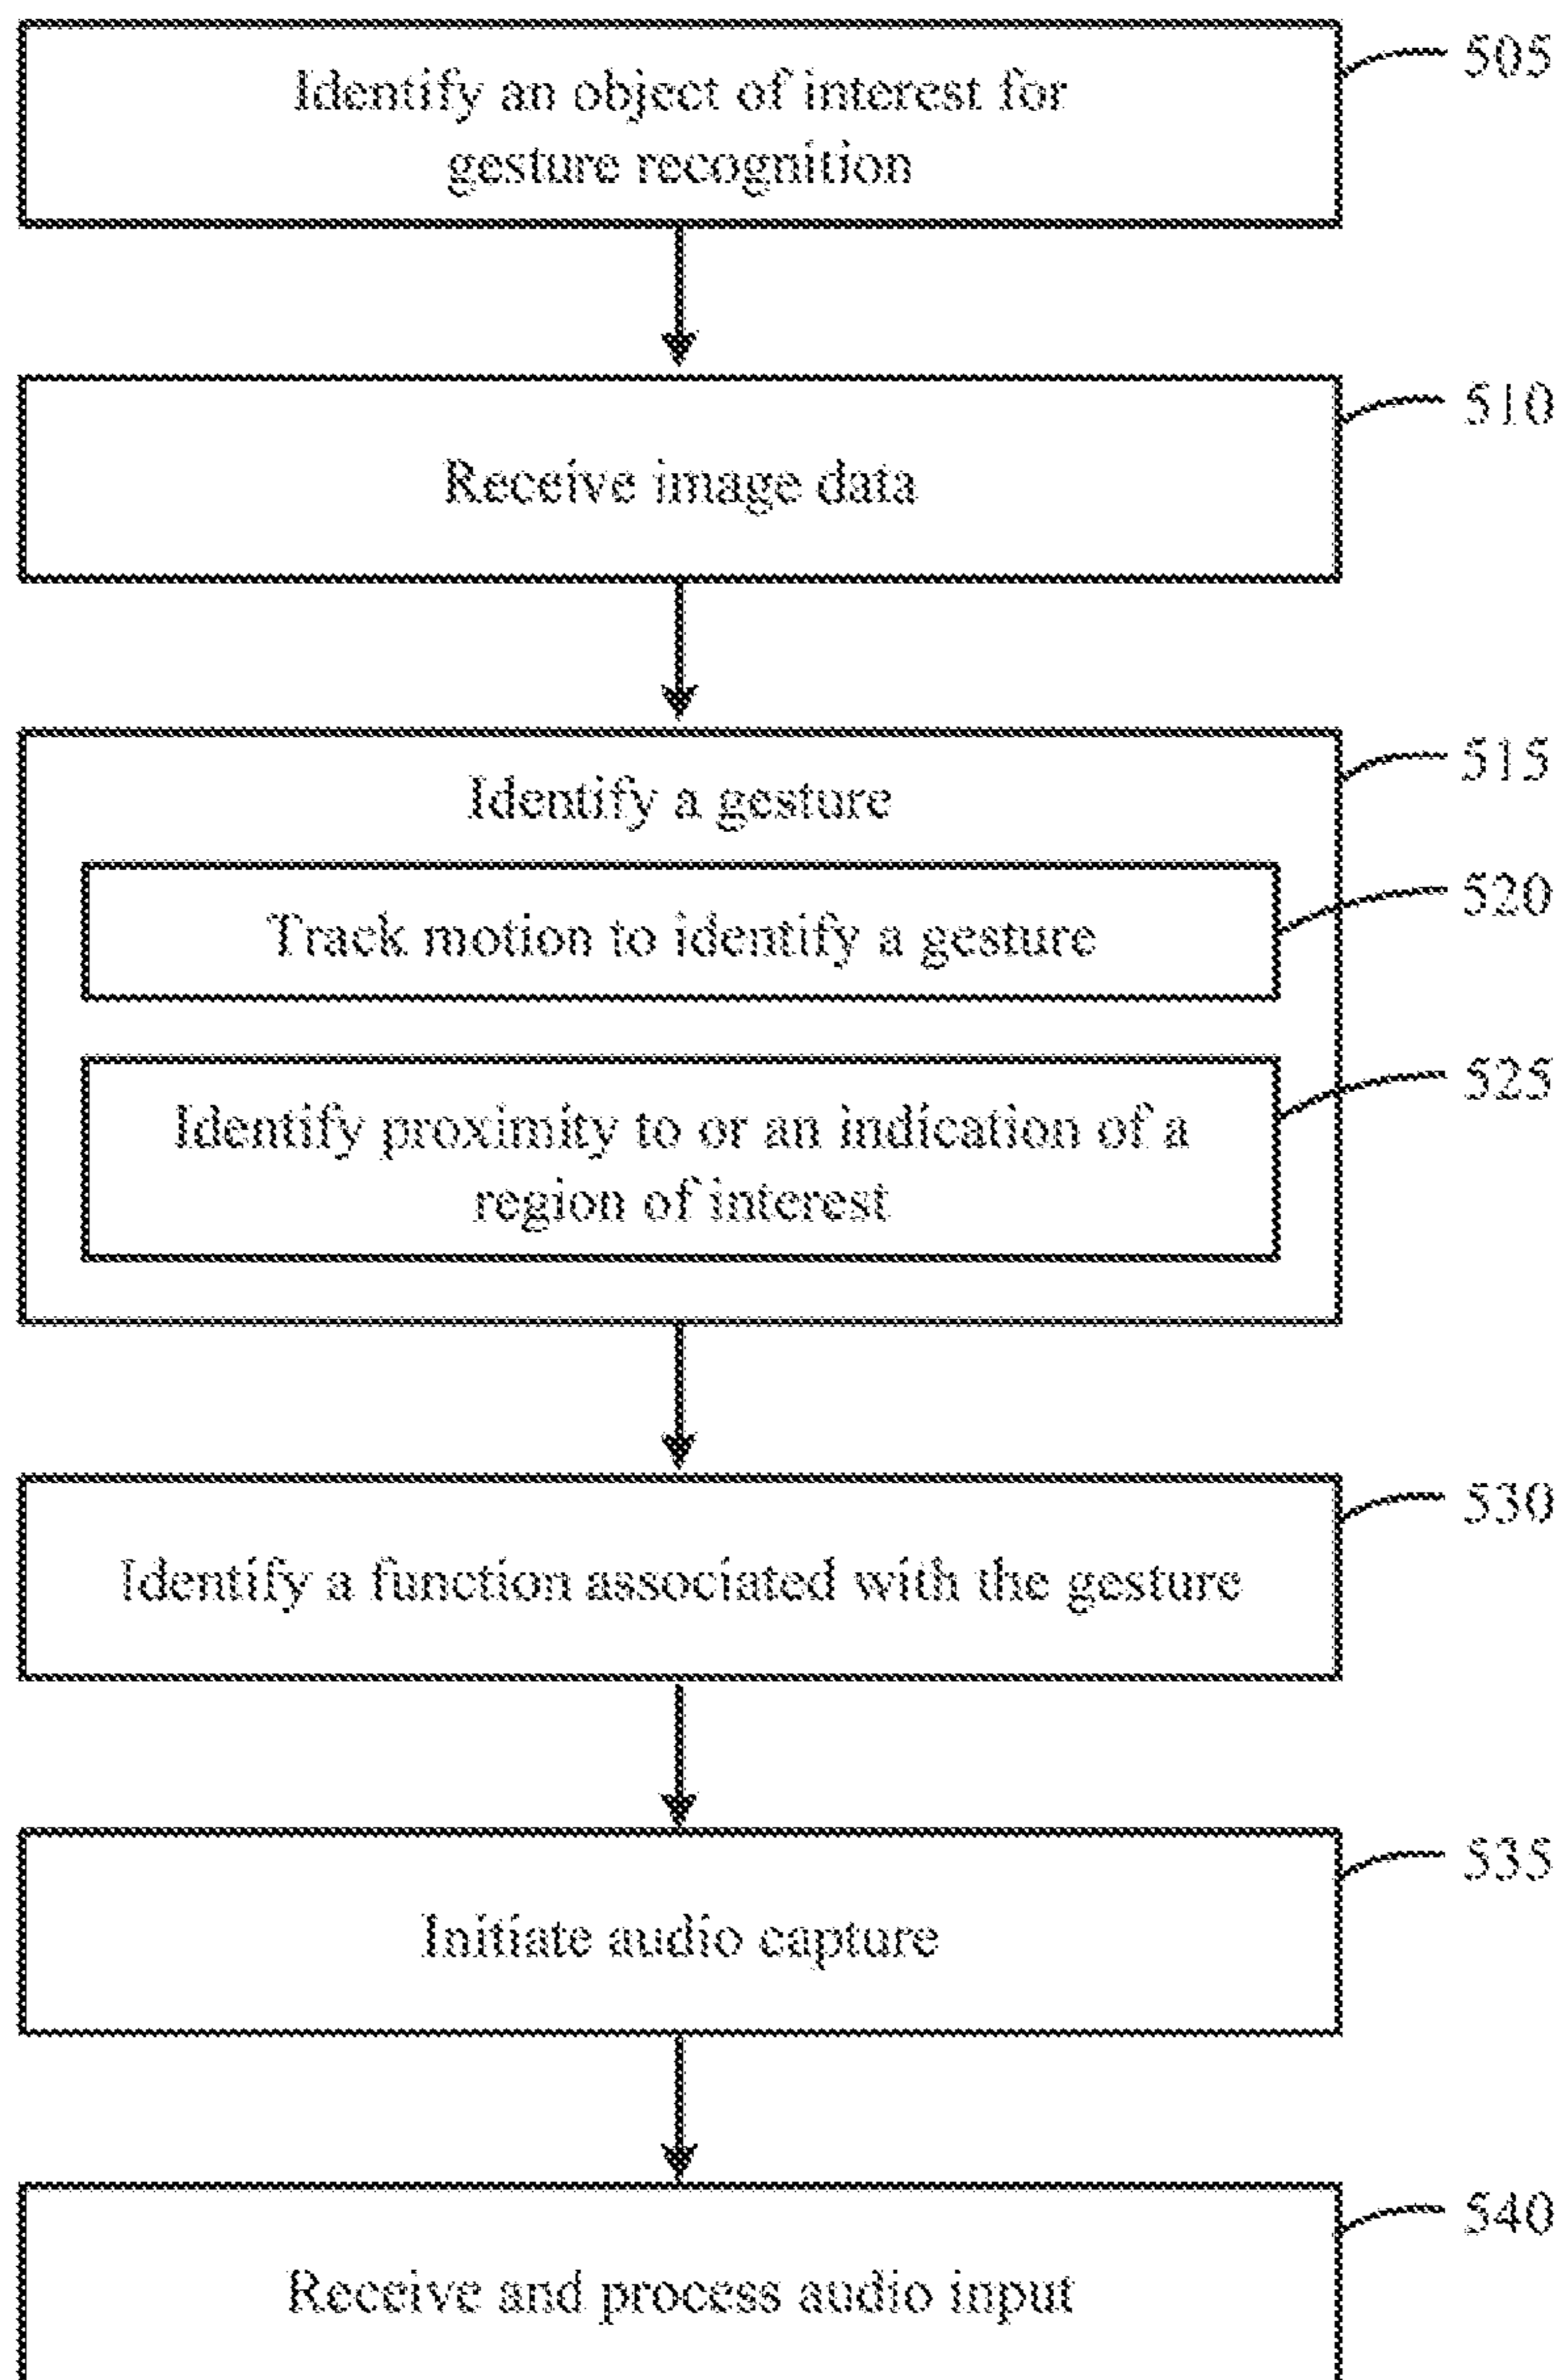 Identify an object of interest for
gesture recognition
505
Receive image data
510
Identify a gesture
515
Track motion to identify a gesture
520
Identify proximity to or an indication of a
region of interest
525
Identify a function associated with the gesture
530
Initiate audio capture
535
Receive and process audio input
540